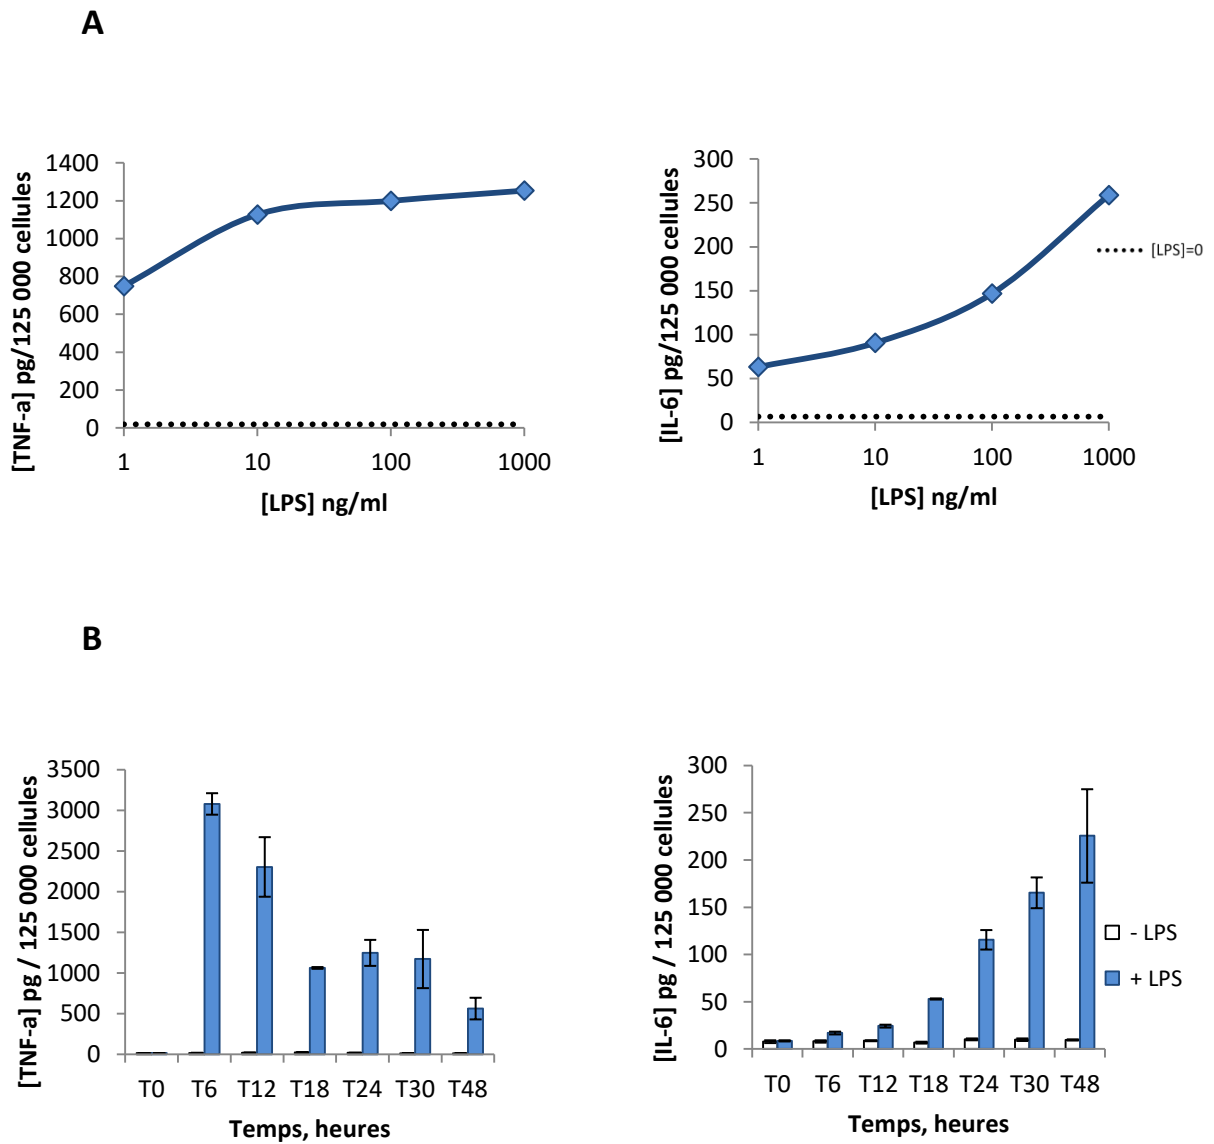 A
[TNF-a] pg/125 000 cellules
1400
1200
1000
800
600
400
200
0
1 10 100 1000
[LPS] ng/ml
[IL-6] pg/125 000 cellules
300
250
200
150
100
50
0
1 10 100 1000
[LPS] ng/ml
[LPS]=0
B
[TNF-a] pg / 125 000 cellules
3500
3000
2500
2000
1500
1000
500
0
T0 T6 T12 T18 T24 T30 T48
Temps, heures
[IL-6] pg / 125 000 cellules
300
250
200
150
100
50
0
T0 T6 T12 T18 T24 T30 T48
Temps, heures
- LPS
+ LPS